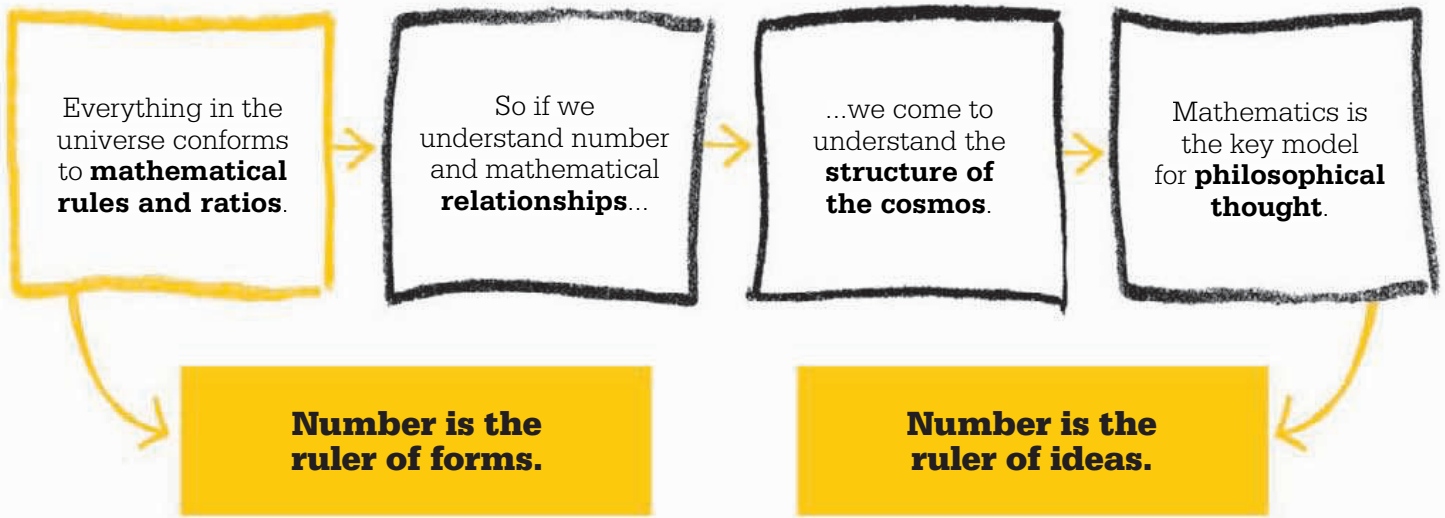 Everything in the
universe conforms
to mathematical
rules and ratios.
So if we
understand number
and mathematical
relationships...
...we come to
understand the
structure of
the cosmos.
Mathematics is
the key model
for philosophical
thought.
Number is the
ruler of forms.
Number is the
ruler of ideas.